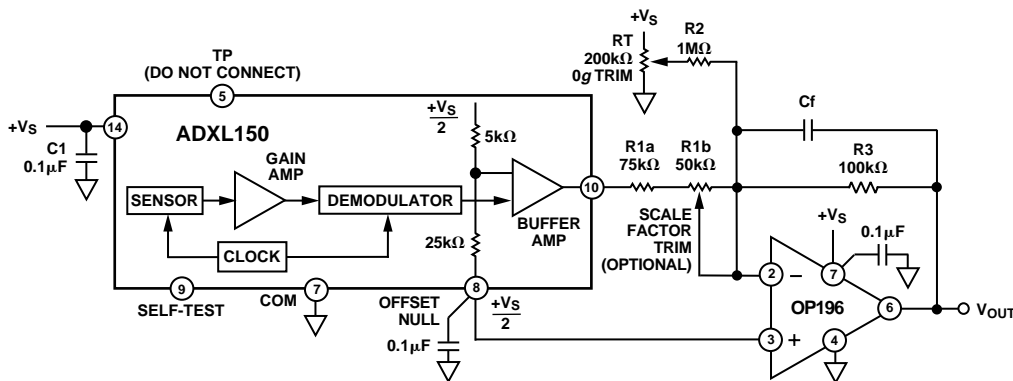 +VS
RT
200kΩ
0g TRIM
R2
1MΩ
TP
(DO NOT CONNECT)
5
+VS
14
C1
0.1µF
ADXL150
+VS
2
5kΩ
GAIN
AMP
SENSOR
DEMODULATOR
CLOCK
25kΩ
BUFFER
AMP
10
R1a
75kΩ
R1b
50kΩ
Cf
R3
100kΩ
SCALE
FACTOR
TRIM
(OPTIONAL)
+VS
0.1µF
2
–
7
OP196
6
VOUT
3
+
4
9
SELF-TEST
COM
7
OFFSET
NULL
8
+VS
2
0.1µF